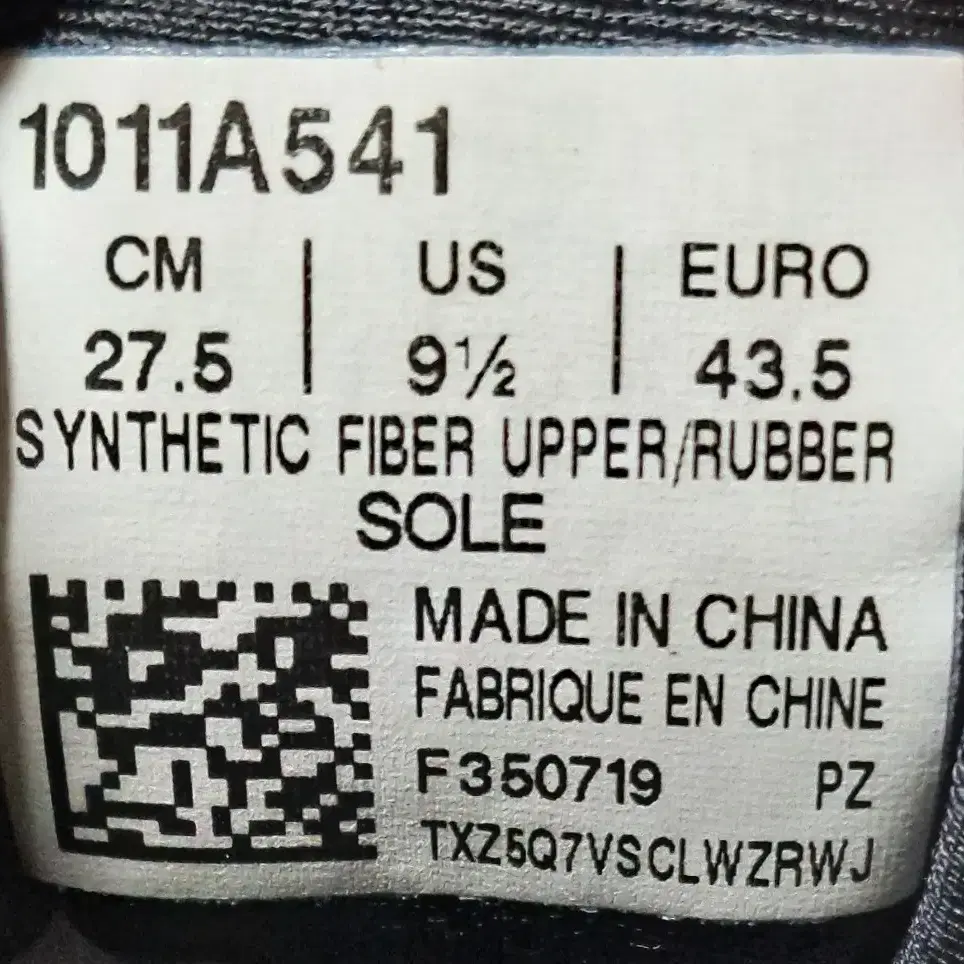 1011A541
CM | US | EURO
27.5 | 9½ | 43.5
SYNTHETIC FIBER UPPER/RUBBER
SOLE
MADE IN CHINA
FABRIQUE EN CHINE
F350719 PZ
TXZ5Q7VSCLWZRWJ